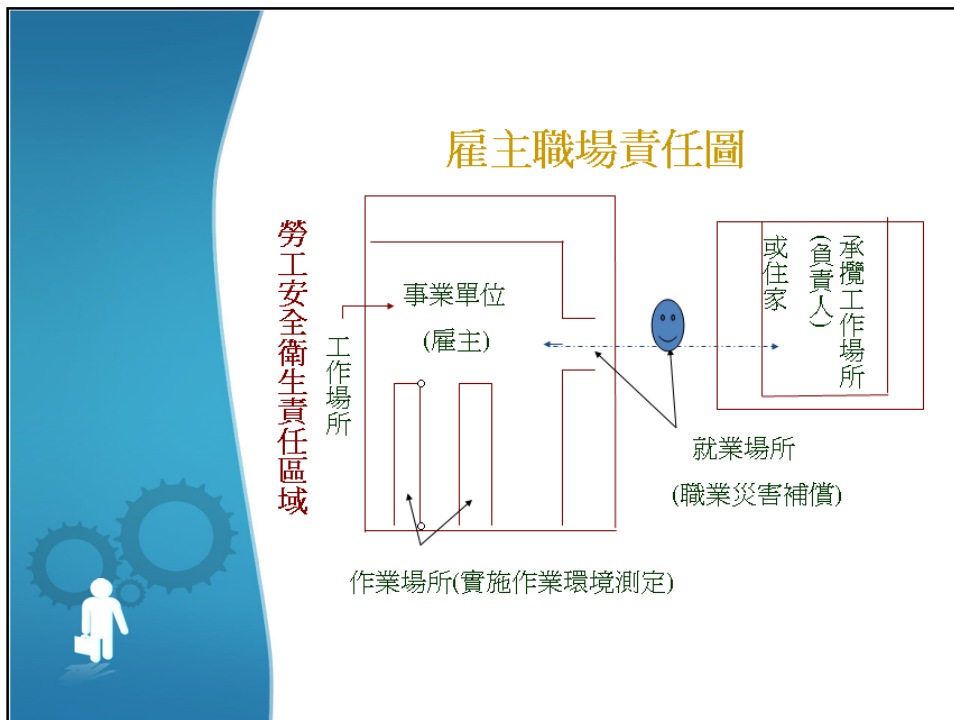 雇主職場責任圖
勞工安全衛生責任區域
工作場所
事業單位
(雇主)
承攬工作場所
(負責人)
或住家
就業場所
(職業災害補償)
作業場所(實施作業環境測定)